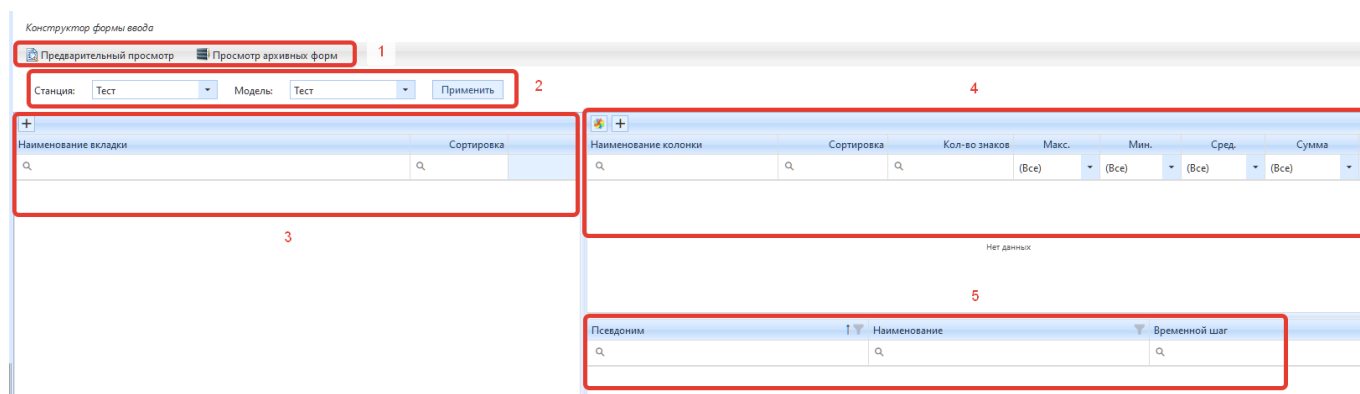 Конструктор формы ввода
Предварительный просмотр Просмотр архивных форм 1
Станция: Тест Модель: Тест Применить 2
4
Наименование вкладки Сортировка
Наименование колонки Сортировка Кол-во знаков Макс. Мин. Сред. Сумма
(Все) (Все) (Все) (Все)
3
Нет данных
5
Псевдоним Наименование Временной шаг